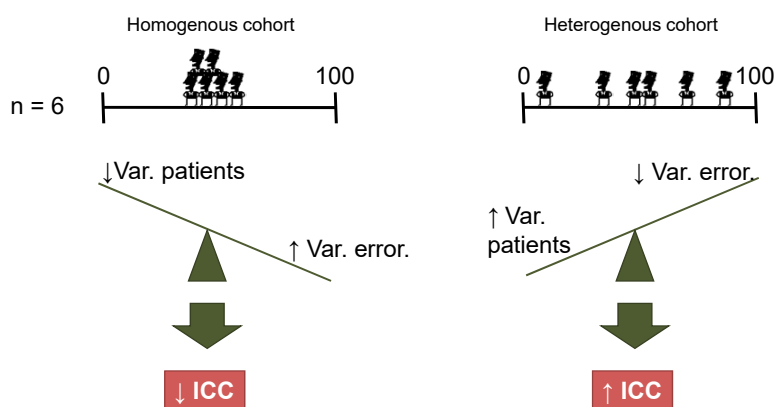 Homogenous cohort
Heterogenous cohort
0
100
0
100
n = 6
↓Var. patients
↑ Var. error.
↓ Var. error.
↑ Var.
patients
↓ ICC
↑ ICC